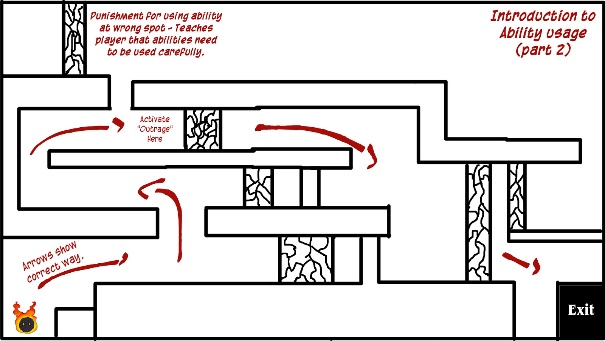 Punishment for using ability
at wrong spot - Teaches
player that abilities need
to be used carefully.
Introduction to
Ability usage
(part 2)
Activate
"Outrage"
Here
Arrows show
correct way.
Exit